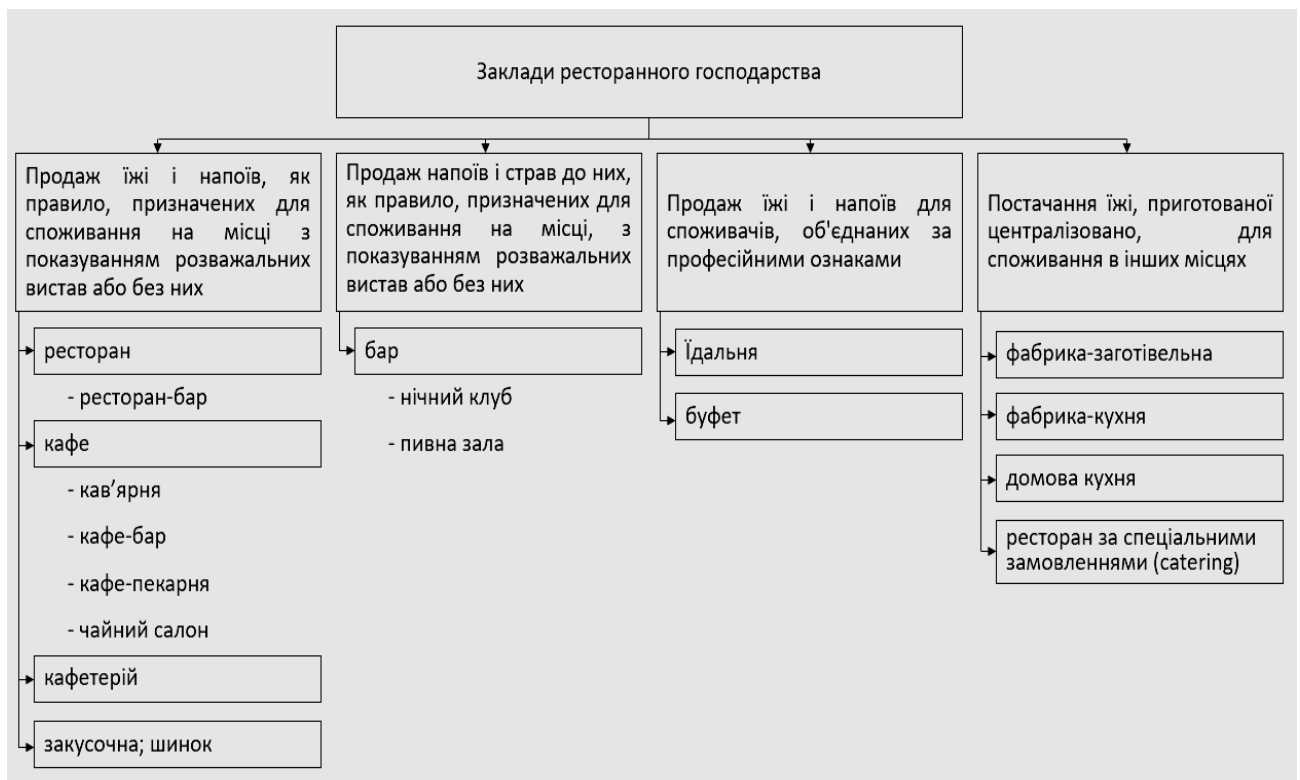 Заклади ресторанного господарства
Продаж їжі і напоїв, як
правило, призначених для
споживання на місці з
показуванням розважальних
вистав або без них
ресторан
- ресторан-бар
кафе
- кав’ярня
- кафе-бар
- кафе-пекарня
- чайний салон
кафетерій
закусочна; шинок
Продаж напоїв і страв до них,
як правило, призначених для
споживання на місці, з
показуванням розважальних
вистав або без них
бар
- нічний клуб
- пивна зала
Продаж їжі і напоїв для
споживачів, об'єднаних за
професійними ознаками
Їдальня
буфет
Постачання їжі, приготованої
централізовано, для
споживання в інших місцях
фабрика-заготівельна
фабрика-кухня
домова кухня
ресторан за спеціальними
замовленнями (catering)